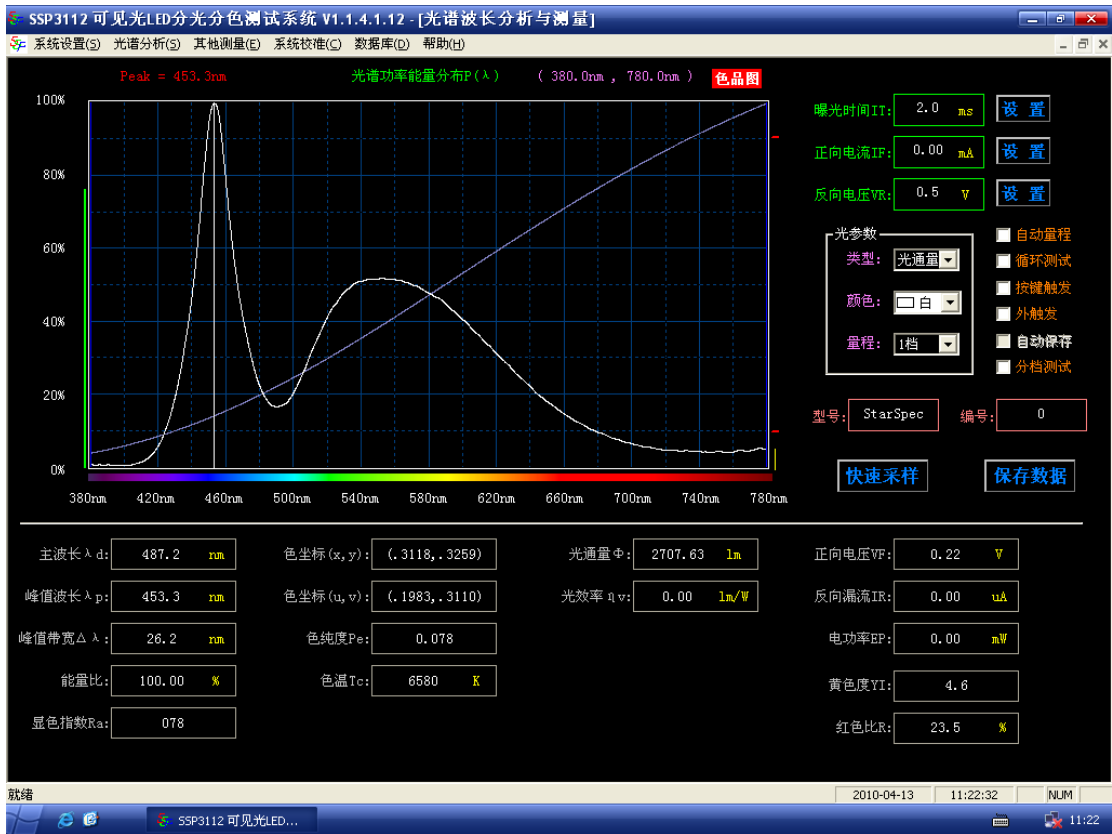 SSP3112 可见光LED分光分色测试系统 V1.1.4.1.12 - [光谱波长分析与测量]
系统设置(S) 光谱分析(S) 其他测量(E) 系统校准(C) 数据库(D) 帮助(H)
Peak = 453.3nm 光谱功率能量分布P(λ) ( 380.0nm , 780.0nm ) 色品图
100%
80%
60%
40%
20%
0%
380nm 420nm 460nm 500nm 540nm 580nm 620nm 660nm 700nm 740nm 780nm
曝光时间IT: 2.0 ms 设 置
正向电流IF: 0.00 mA 设 置
反向电压VR: 0.5 V 设 置
光参数
类型: 光通量
颜色: 白
量程: 1档
自动量程
循环测试
按键触发
外触发
自动保存
分档测试
型号: StarSpec 编号: 0
快速采样 保存数据
主波长λd: 487.2 nm 色坐标(x,y): (.3118,.3259) 光通量Φ: 2707.63 lm 正向电压VF: 0.22 V
峰值波长λp: 453.3 nm 色坐标(u,v): (.1983,.3110) 光效率ηv: 0.00 lm/W 反向漏流IR: 0.00 uA
峰值带宽△λ: 26.2 nm 色纯度Pe: 0.078 电功率EP: 0.00 mW
能量比: 100.00 % 色温Tc: 6580 K 黄色度YI: 4.6
显色指数Ra: 078 红色比R: 23.5 %
就绪 2010-04-13 11:22:32 NUM
SSP3112 可见光LED... 11:22